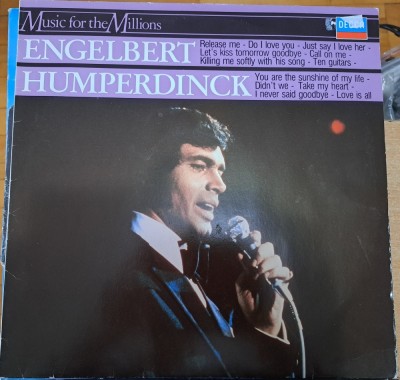 Music for the Millions
DECCA
ENGELBERT
Release me - Do I love you - Just say I love her -
Let's kiss tomorrow goodbye - Call on me -
Killing me softly with his song - Ten guitars -
HUMPERDINCK
You are the sunshine of my life -
Didn't we - Take my heart -
I never said goodbye - Love is all